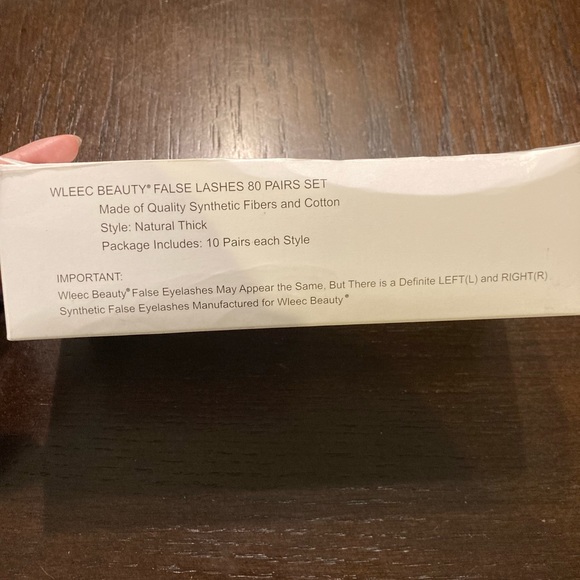 WLEEC BEAUTY® FALSE LASHES 80 PAIRS SET
Made of Quality Synthetic Fibers and Cotton
Style: Natural Thick
Package Includes: 10 Pairs each Style
IMPORTANT:
Wleec Beauty® False Eyelashes May Appear the Same, But There is a Definite LEFT(L) and RIGHT(R)
Synthetic False Eyelashes Manufactured for Wleec Beauty®